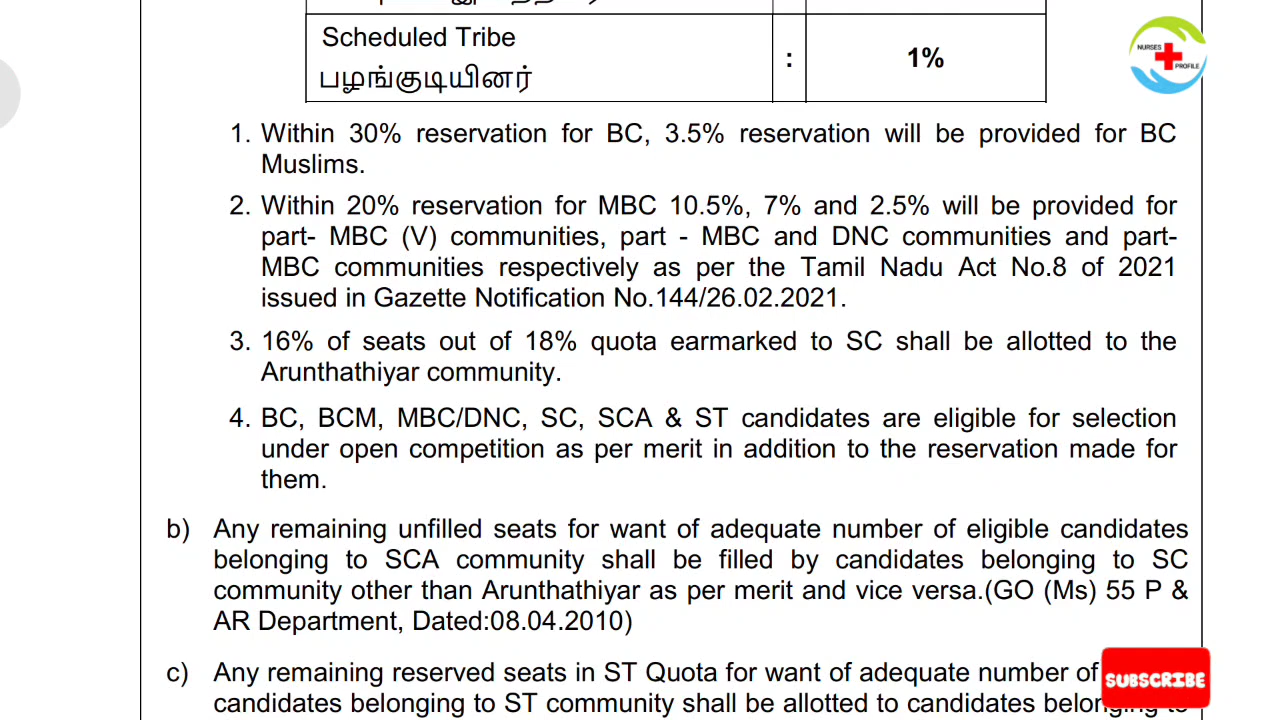 Scheduled Tribe
பழங்குடியினர்
:
1%
NURSES
PROFILE
1. Within 30% reservation for BC, 3.5% reservation will be provided for BC
Muslims.
2. Within 20% reservation for MBC 10.5%, 7% and 2.5% will be provided for
part- MBC (V) communities, part - MBC and DNC communities and part-
MBC communities respectively as per the Tamil Nadu Act No.8 of 2021
issued in Gazette Notification No.144/26.02.2021.
3. 16% of seats out of 18% quota earmarked to SC shall be allotted to the
Arunthathiyar community.
4. BC, BCM, MBC/DNC, SC, SCA & ST candidates are eligible for selection
under open competition as per merit in addition to the reservation made for
them.
b) Any remaining unfilled seats for want of adequate number of eligible candidates
belonging to SCA community shall be filled by candidates belonging to SC
community other than Arunthathiyar as per merit and vice versa.(GO (Ms) 55 P &
AR Department, Dated:08.04.2010)
c) Any remaining reserved seats in ST Quota for want of adequate number of
SUBSCRIBE
candidates belonging to ST community shall be allotted to candidates belonging to